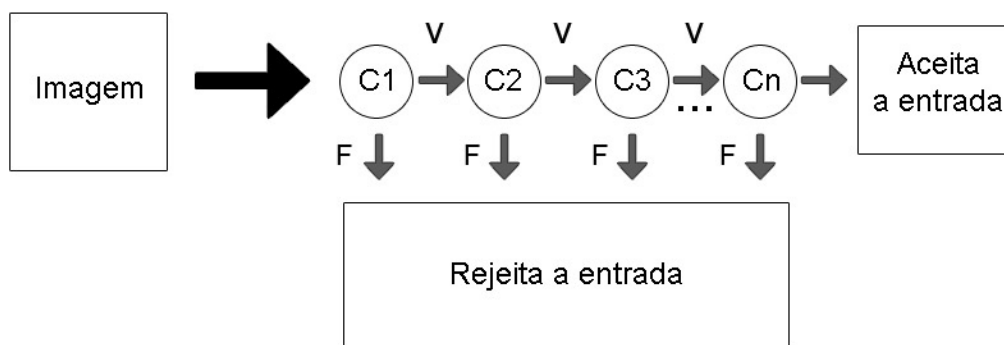 V V V
Imagem
C1 C2 C3 ... Cn
Aceita
a entrada
F F F F
Rejeita a entrada